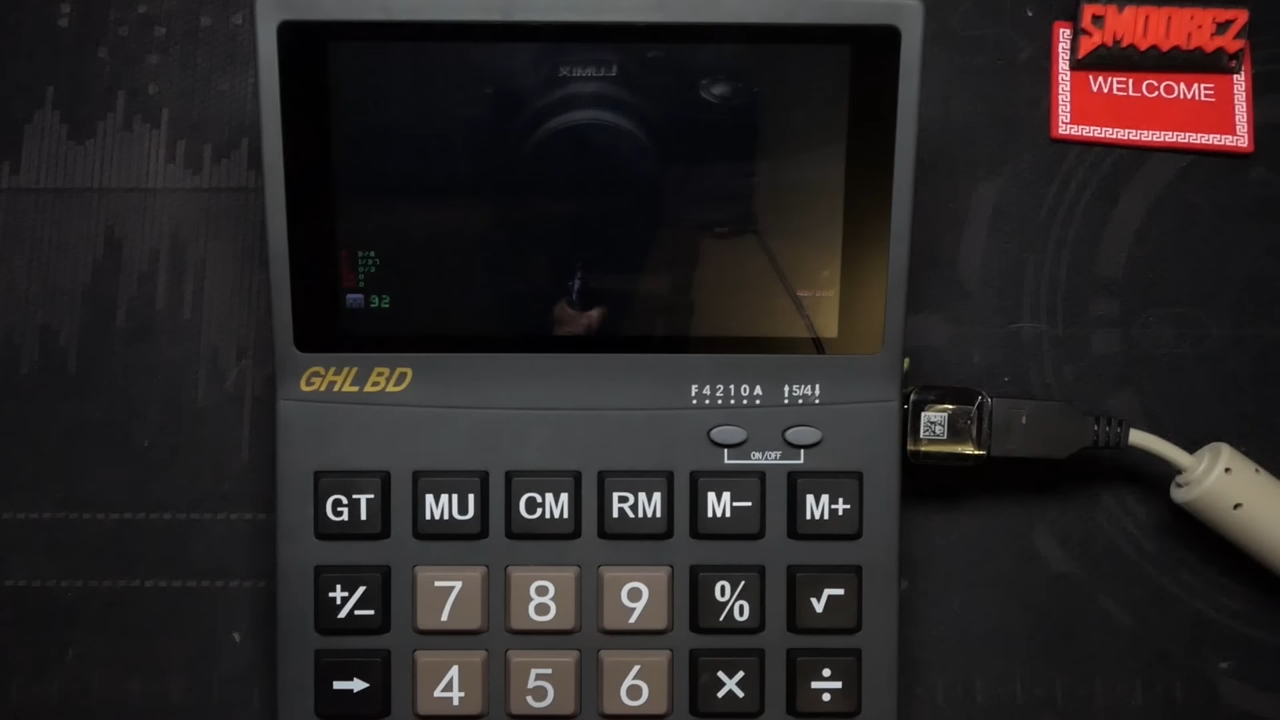 LUMIX
SMOOREZ
WELCOME
92
GHL BD
F 4 2 1 0 A
↑5/4↓
ON/OFF
GT MU CM RM M− M+
+/− 7 8 9 % √
→ 4 5 6 × ÷